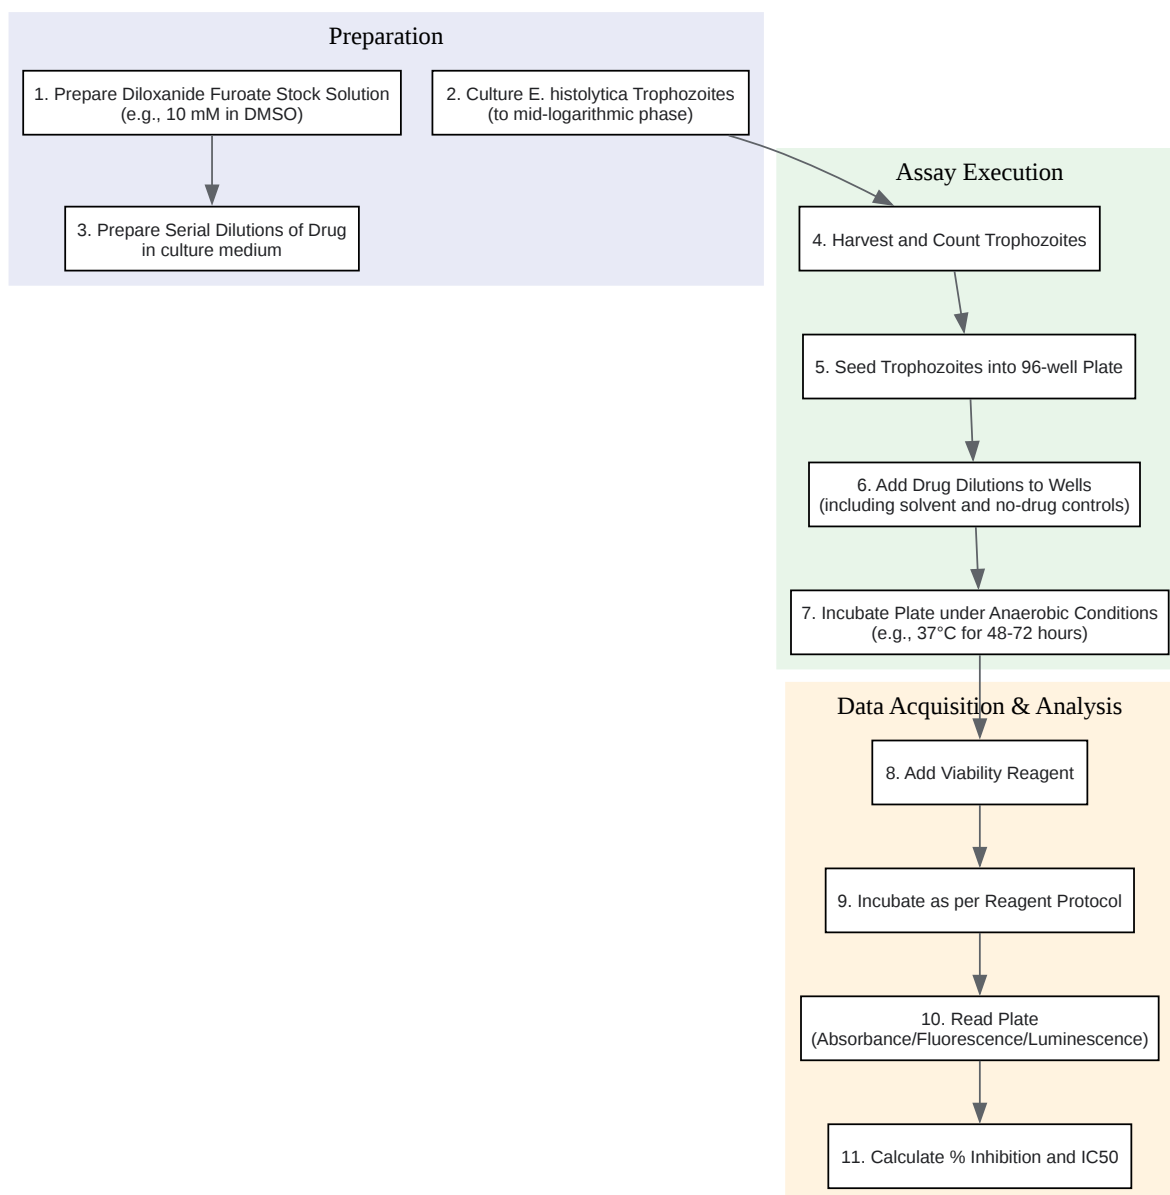 Preparation
1. Prepare Diloxanide Furoate Stock Solution
(e.g., 10 mM in DMSO)
2. Culture E. histolytica Trophozoites
(to mid-logarithmic phase)
3. Prepare Serial Dilutions of Drug
in culture medium
Assay Execution
4. Harvest and Count Trophozoites
5. Seed Trophozoites into 96-well Plate
6. Add Drug Dilutions to Wells
(including solvent and no-drug controls)
7. Incubate Plate under Anaerobic Conditions
(e.g., 37°C for 48-72 hours)
Data Acquisition & Analysis
8. Add Viability Reagent
9. Incubate as per Reagent Protocol
10. Read Plate
(Absorbance/Fluorescence/Luminescence)
11. Calculate % Inhibition and IC50